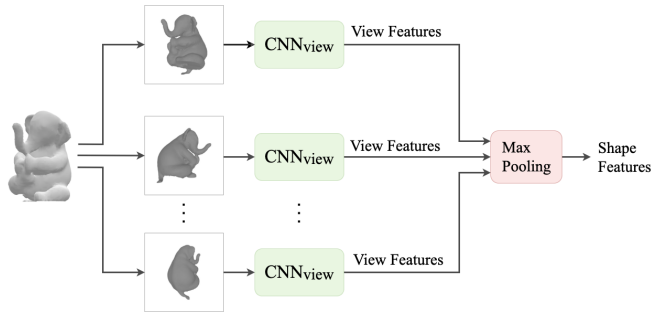 CNNview
View Features
CNNview
View Features
Max
Pooling
Shape
Features
CNNview
View Features